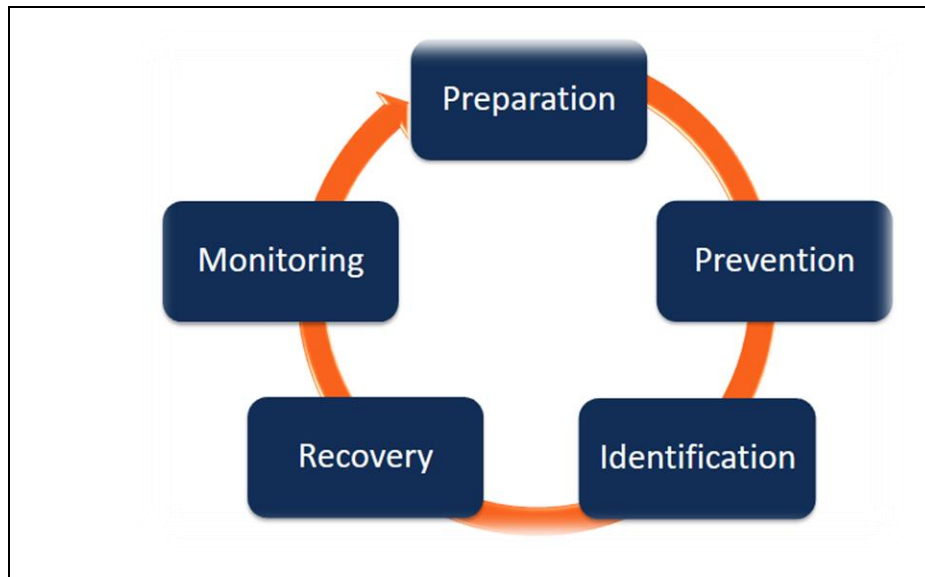 Preparation
Prevention
Identification
Recovery
Monitoring